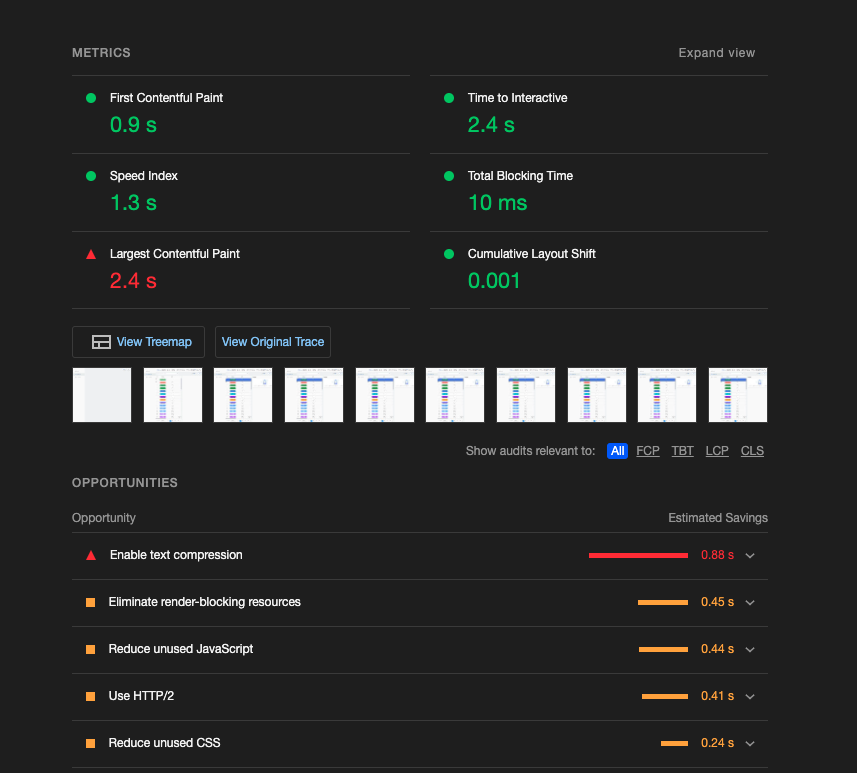 METRICS
Expand view
First Contentful Paint
0.9 s
Time to Interactive
2.4 s
Speed Index
1.3 s
Total Blocking Time
10 ms
Largest Contentful Paint
2.4 s
Cumulative Layout Shift
0.001
View Treemap
View Original Trace
Show audits relevant to: All FCP TBT LCP CLS
OPPORTUNITIES
Opportunity Estimated Savings
Enable text compression 0.88 s
Eliminate render-blocking resources 0.45 s
Reduce unused JavaScript 0.44 s
Use HTTP/2 0.41 s
Reduce unused CSS 0.24 s